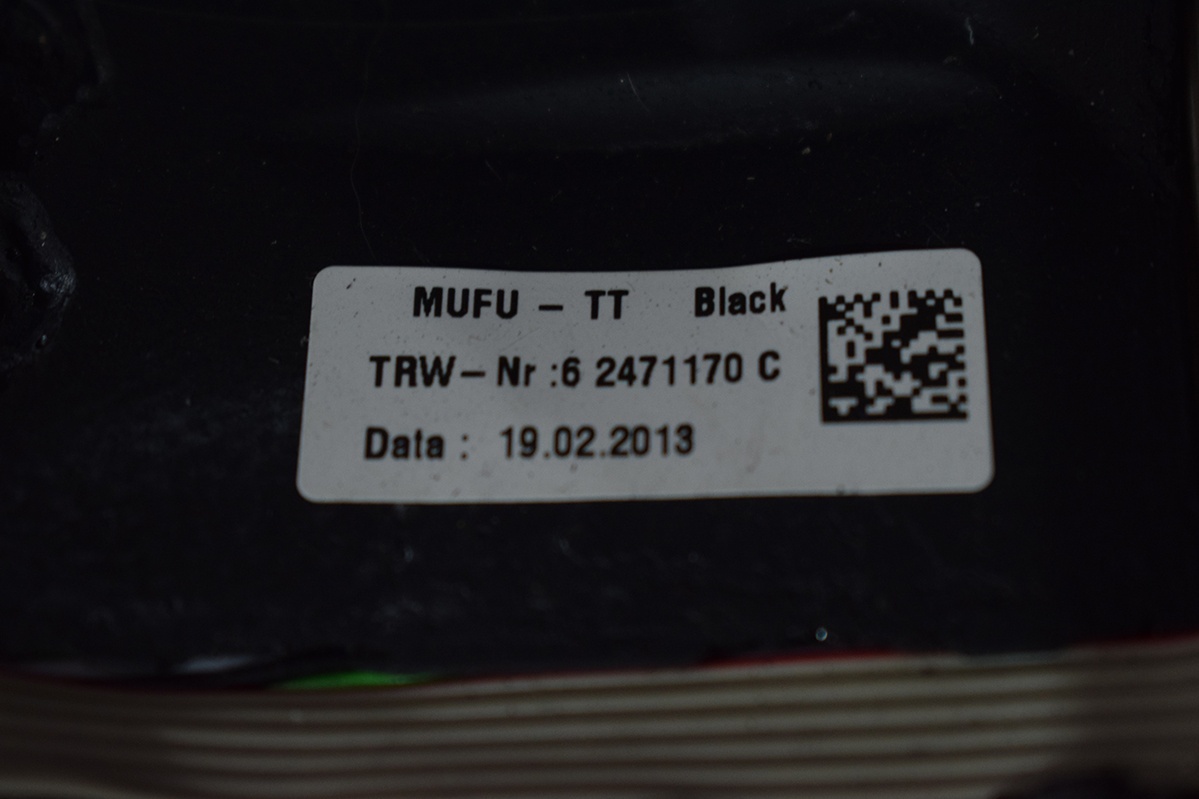 MUFU - TT Black
TRW- Nr :6 2471170 C
Data : 19.02.2013